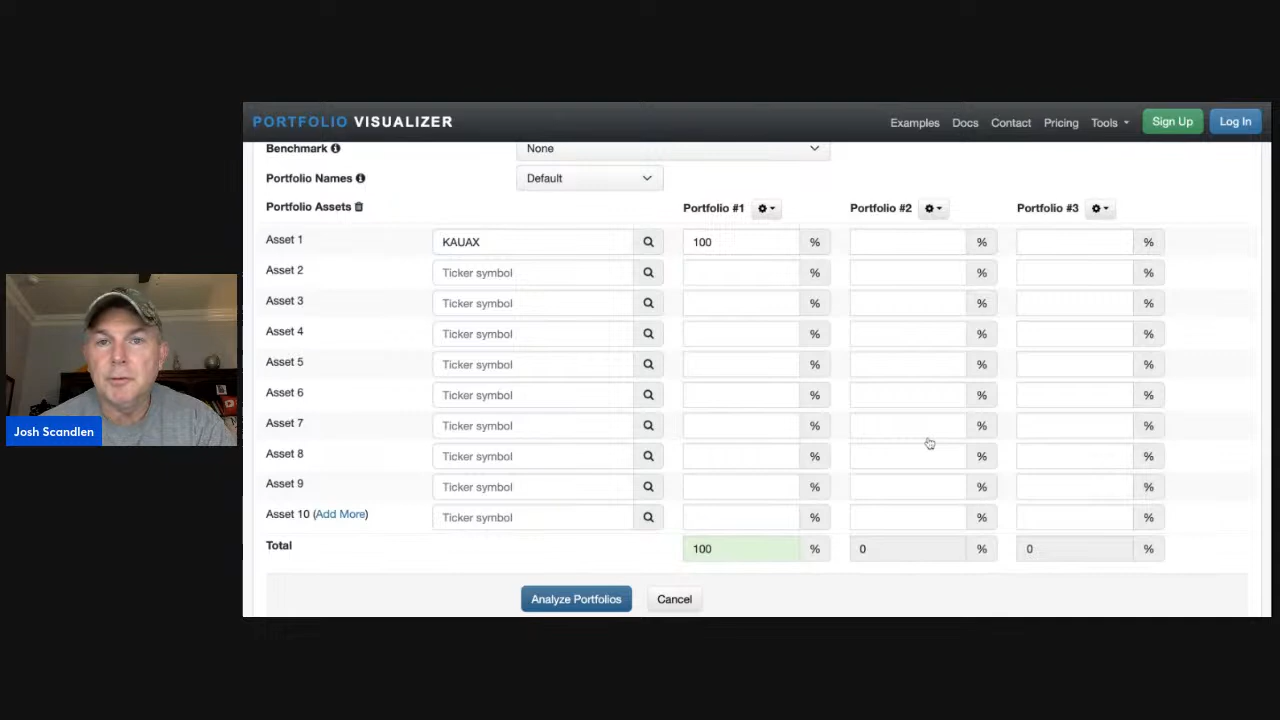 PORTFOLIO VISUALIZER Examples Docs Contact Pricing Tools Sign Up Log In
Benchmark None
Portfolio Names Default
Portfolio Assets Portfolio #1 Portfolio #2 Portfolio #3
Asset 1 KAUAX 100 % % %
Asset 2 Ticker symbol % % %
Asset 3 Ticker symbol % % %
Asset 4 Ticker symbol % % %
Asset 5 Ticker symbol % % %
Asset 6 Ticker symbol % % %
Asset 7 Ticker symbol % % %
Asset 8 Ticker symbol % % %
Asset 9 Ticker symbol % % %
Asset 10 (Add More) Ticker symbol % % %
Total 100 % 0 % 0 %
Analyze Portfolios Cancel
Josh Scandlen